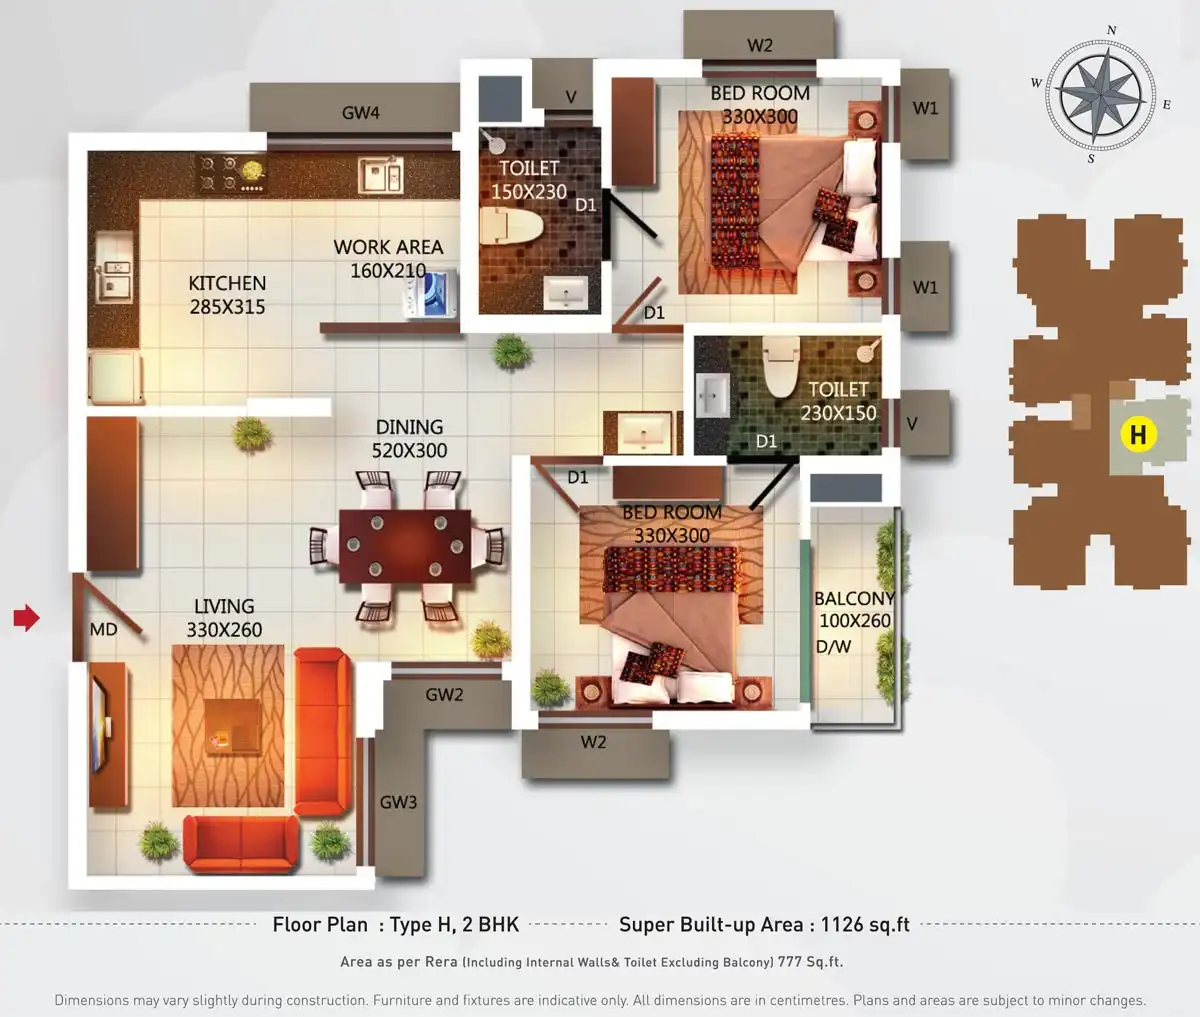 W2
N
W
E
S
GW4
V
BED ROOM
330X300
W1
TOILET
150X230
D1
WORK AREA
160X210
KITCHEN
285X315
W1
D1
TOILET
230X150
V
DINING
520X300
D1
H
D1
BED ROOM
330X300
LIVING
330X260
MD
BALCONY
100X260
D/W
GW2
W2
GW3
Floor Plan : Type H, 2 BHK
Super Built-up Area : 1126 sq.ft
Area as per Rera (Including Internal Walls& Toilet Excluding Balcony) 777 Sq.ft.
Dimensions may vary slightly during construction. Furniture and fixtures are indicative only. All dimensions are in centimetres. Plans and areas are subject to minor changes.